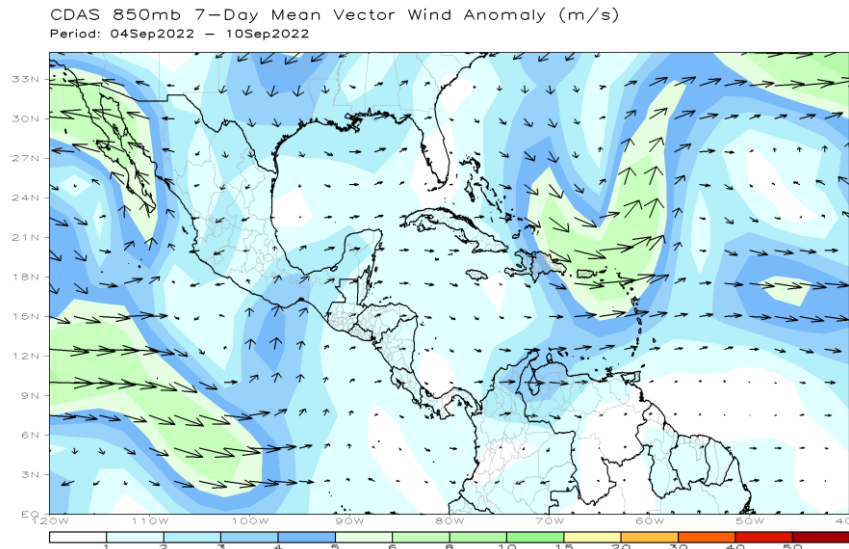 CDAS 850mb 7-Day Mean Vector Wind Anomaly (m/s)
Period: 04Sep2022 - 10Sep2022
33N
30N
27N
24N
21N
18N
15N
12N
9N
6N
3N
EQ
120W 110W 100W 90W 80W 70W 60W 50W 40W
1 2 3 4 5 6 8 10 15 20 30 40 50